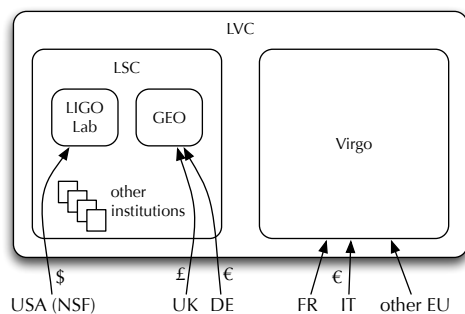 LVC
LSC
LIGO
Lab
GEO
Virgo
other
institutions
$
£
€
€
USA (NSF)
UK
DE
FR
IT
other EU